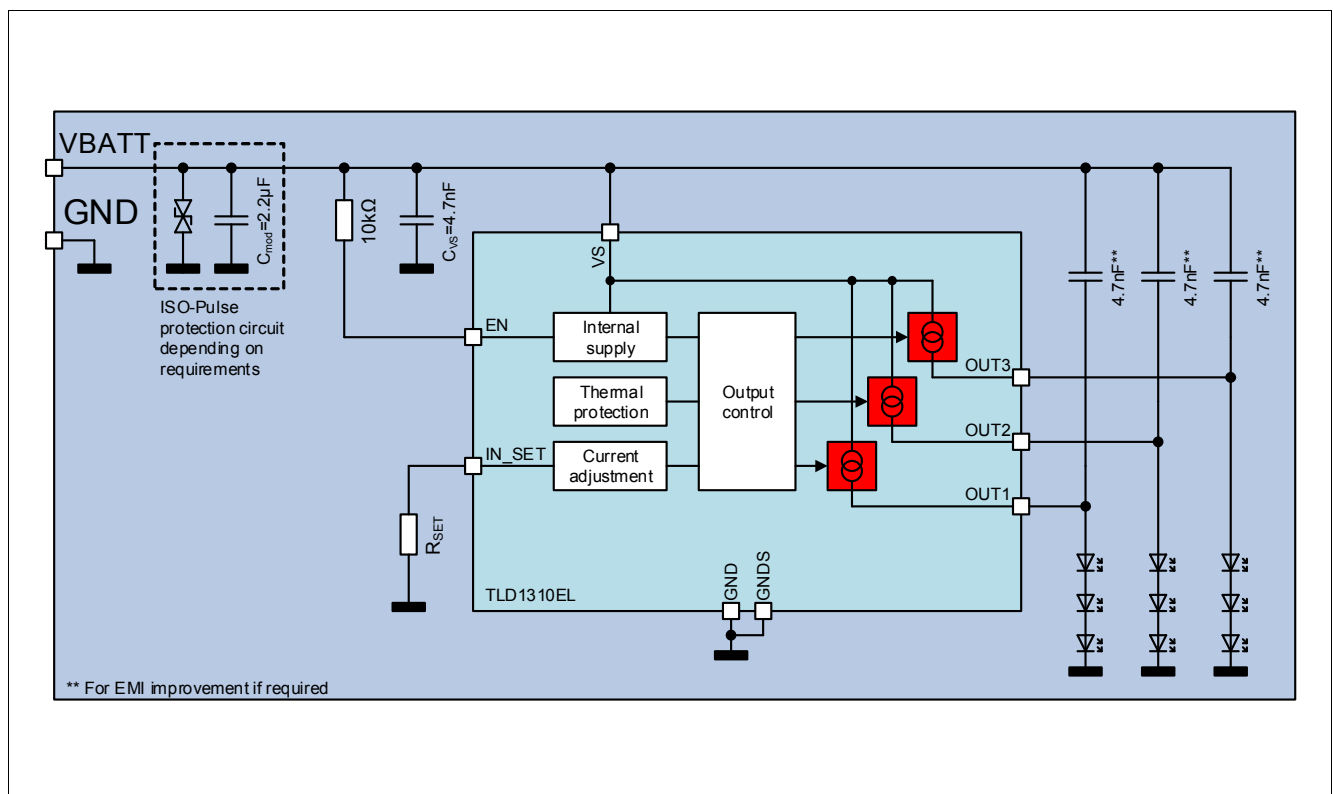 VBATT
GND
Cmod=2.2µF
ISO-Pulse
protection circuit
depending on
requirements
10kΩ
CVS=4.7nF
VS
EN
Internal
supply
Thermal
protection
Output
control
IN_SET
Current
adjustment
OUT3
OUT2
OUT1
4.7nF**
4.7nF**
4.7nF**
RSET
GND
GNDS
TLD1310EL
** For EMI improvement if required